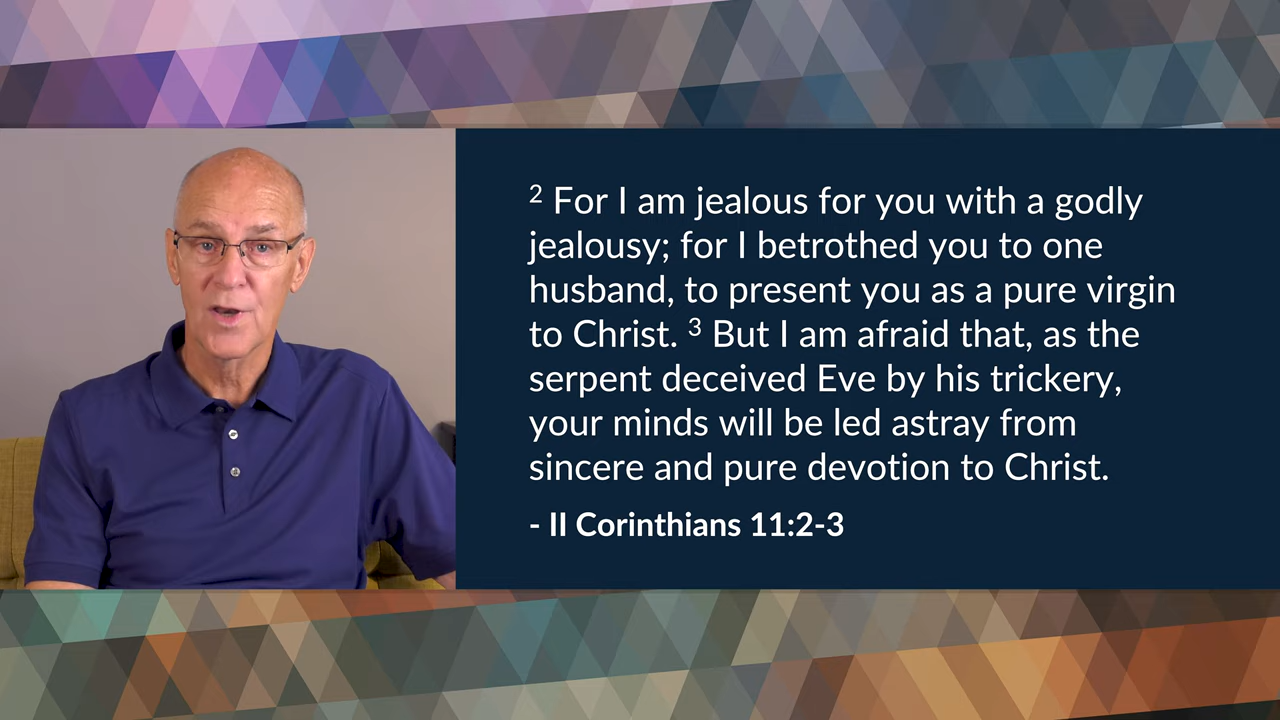 2 For I am jealous for you with a godly
jealousy; for I betrothed you to one
husband, to present you as a pure virgin
to Christ. 3 But I am afraid that, as the
serpent deceived Eve by his trickery,
your minds will be led astray from
sincere and pure devotion to Christ.
- II Corinthians 11:2-3